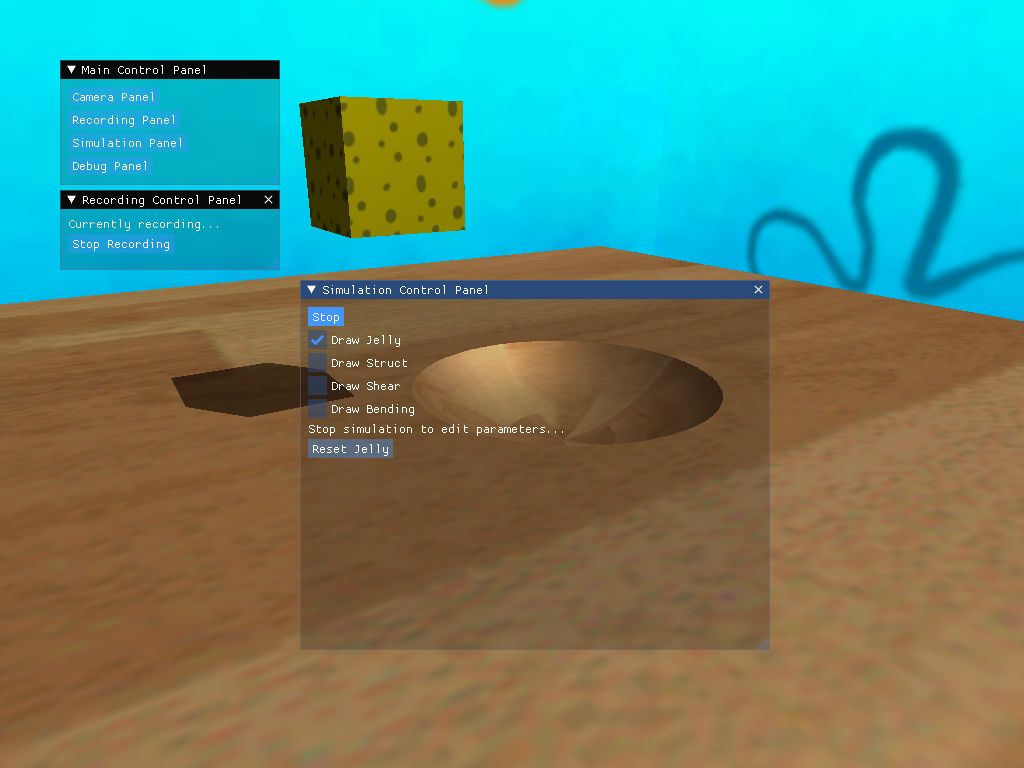 Main Control Panel
Camera Panel
Recording Panel
Simulation Panel
Debug Panel
Recording Control Panel
Currently recording...
Stop Recording
Simulation Control Panel
Stop
Draw Jelly
Draw Struct
Draw Shear
Draw Bending
Stop simulation to edit parameters...
Reset Jelly